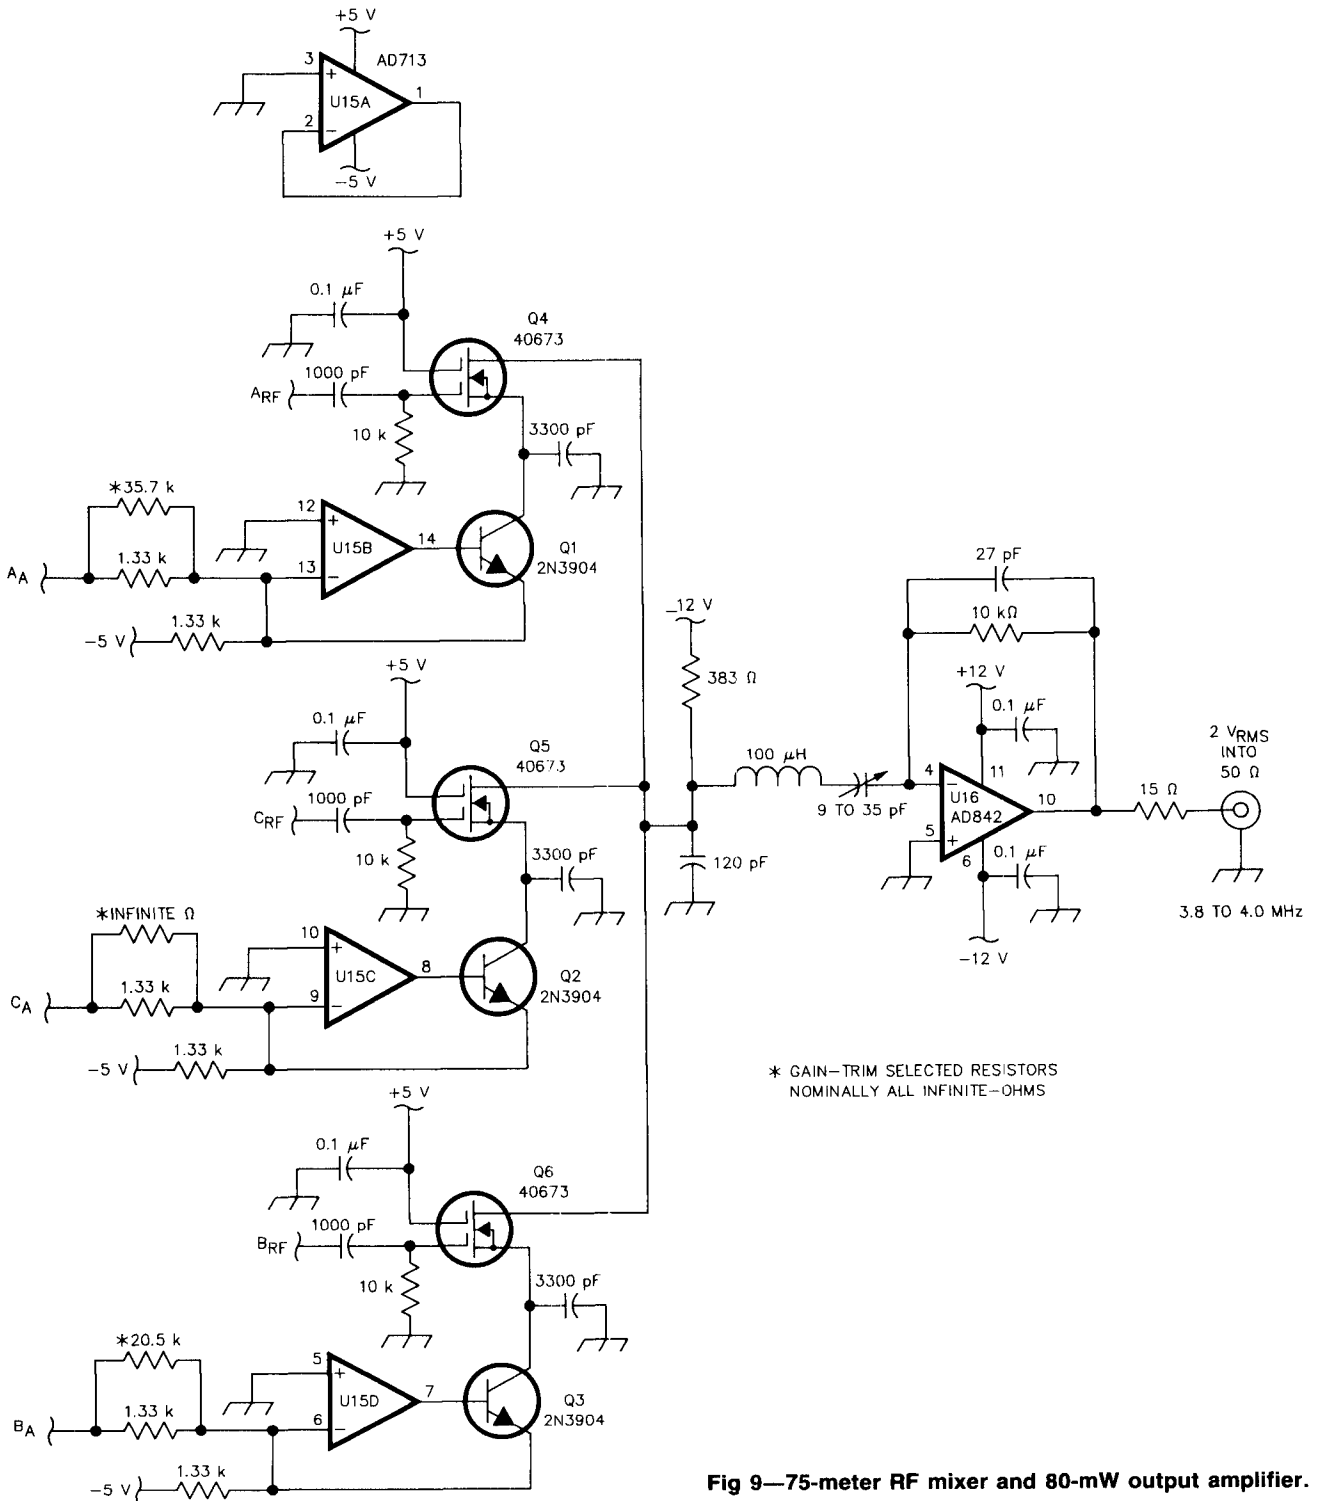 +5 V
AD713
3
+
U15A
1
2
−
−5 V
+5 V
0.1 μF
Q4
40673
1000 pF
ARF
10 k
3300 pF
*35.7 k
12
+
U15B
14
Q1
2N3904
1.33 k
AA
13
−
1.33 k
−5 V
+5 V
0.1 μF
Q5
40673
1000 pF
CRF
10 k
3300 pF
*INFINITE Ω
10
+
U15C
8
Q2
2N3904
1.33 k
CA
9
−
1.33 k
−5 V
+5 V
0.1 μF
Q6
40673
1000 pF
BRF
10 k
3300 pF
*20.5 k
5
+
U15D
7
Q3
2N3904
1.33 k
BA
6
−
1.33 k
−5 V
−12 V
383 Ω
100 μH
9 TO 35 pF
120 pF
27 pF
10 kΩ
+12 V
0.1 μF
4
−
11
U16
AD842
10
5
+
6
0.1 μF
−12 V
15 Ω
2 VRMS
INTO
50 Ω
3.8 TO 4.0 MHz
* GAIN−TRIM SELECTED RESISTORS
NOMINALLY ALL INFINITE−OHMS
Fig 9—75-meter RF mixer and 80-mW output amplifier.